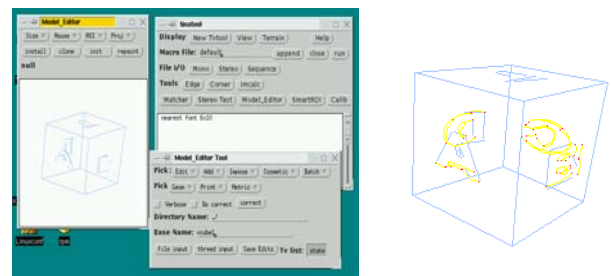 Model_Editor
Size Mouse ROI Proj
install clone init repaint
null
tinatool
Display New Tvtool View Terrain Help
Macro File: default append close run
File I/O Mono Stereo Sequence
Tools Edge Corner imcalc
Matcher Stereo Test Model_Editor SmartROI Calib
nearest font 6x10
Model_Editor Tool
Pick: Edit Add Impose Cosmetic Batch
Pick Geom Print Metric
Verbose Do correct correct
Directory Name: ./
Base Name: vcube
File input thread input Save Edits Tv list: state
Linuxconf